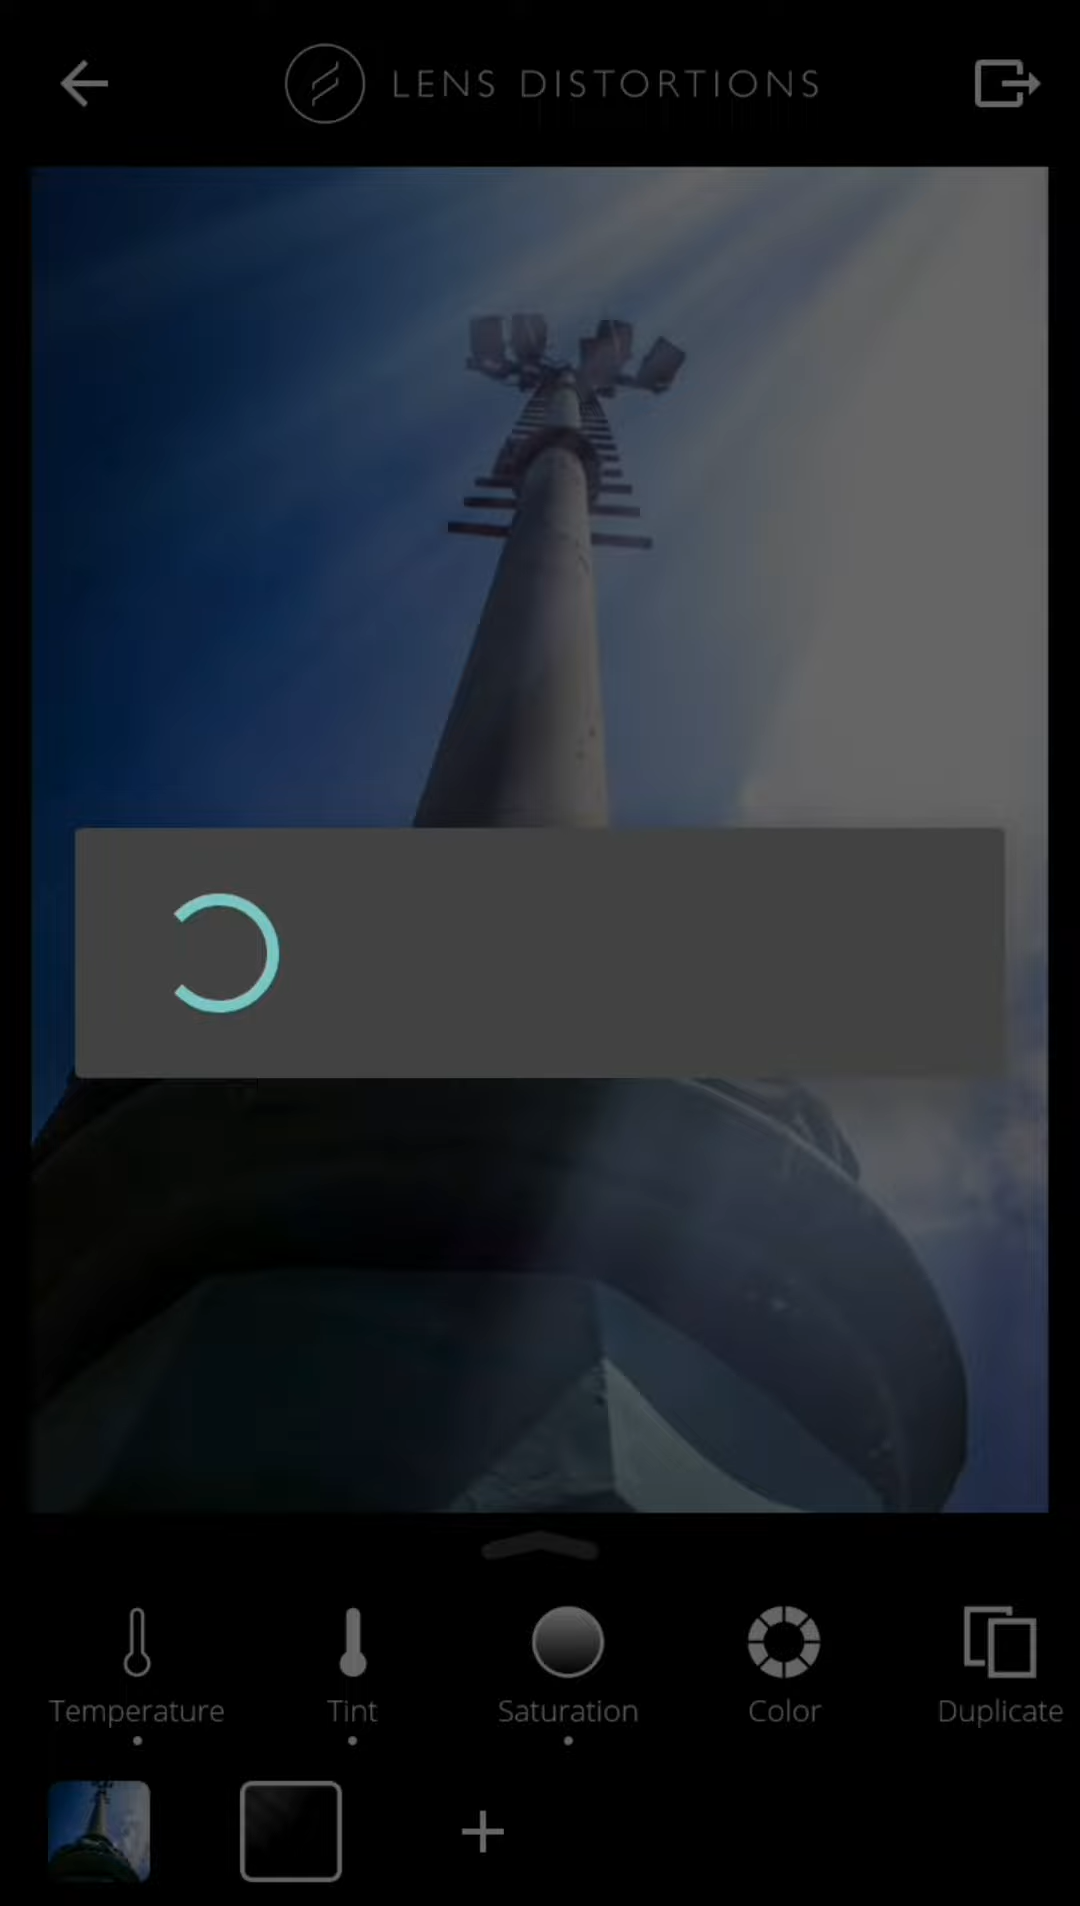 LENS DISTORTIONS
Temperature
Tint
Saturation
Color
Duplicate